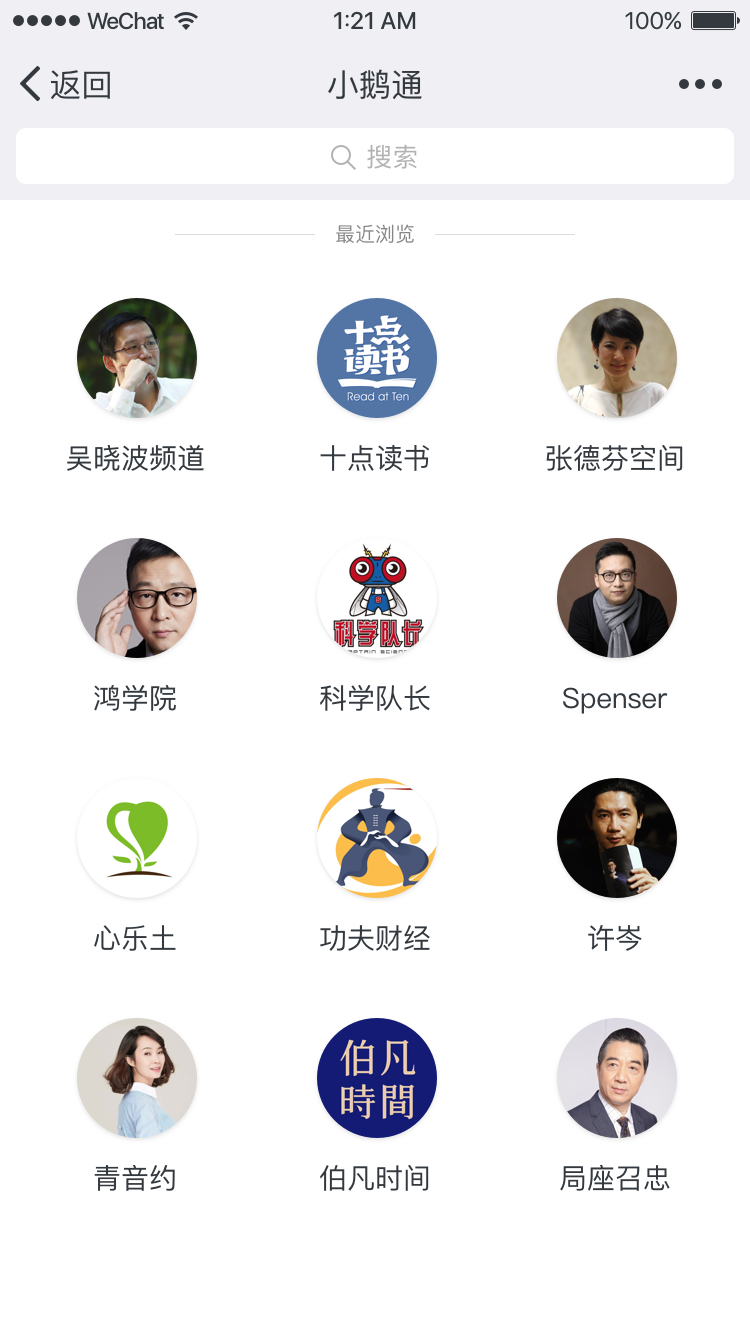 WeChat 1:21 AM 100%
返回 小鹅通
搜索
最近浏览
十点
读书
Read at Ten
吴晓波频道 十点读书 张德芬空间
科学队长
鸿学院 科学队长 Spenser
心乐土 功夫财经 许岑
伯凡
時間
青音约 伯凡时间 局座召忠